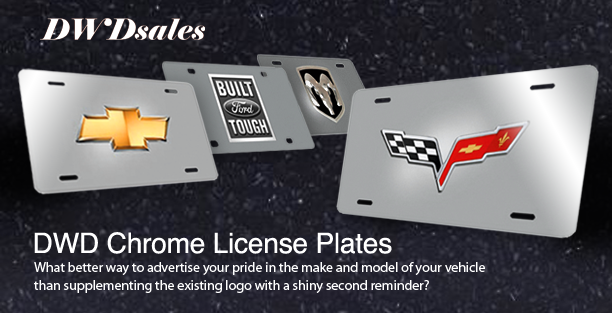 DWDsales
BUILT
Ford
TOUGH
DWD Chrome License Plates
What better way to advertise your pride in the make and model of your vehicle
than supplementing the existing logo with a shiny second reminder?